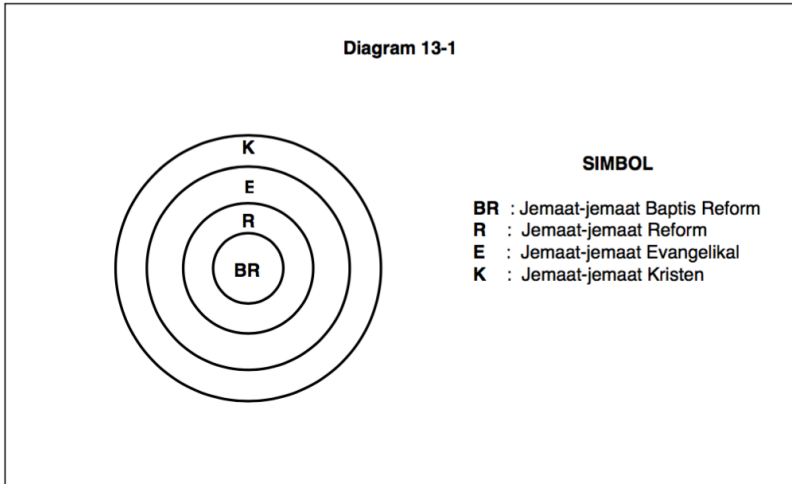 Diagram 13-1
K
E
R
BR
SIMBOL
BR : Jemaat-jemaat Baptis Reform
R : Jemaat-jemaat Reform
E : Jemaat-jemaat Evangelikal
K : Jemaat-jemaat Kristen